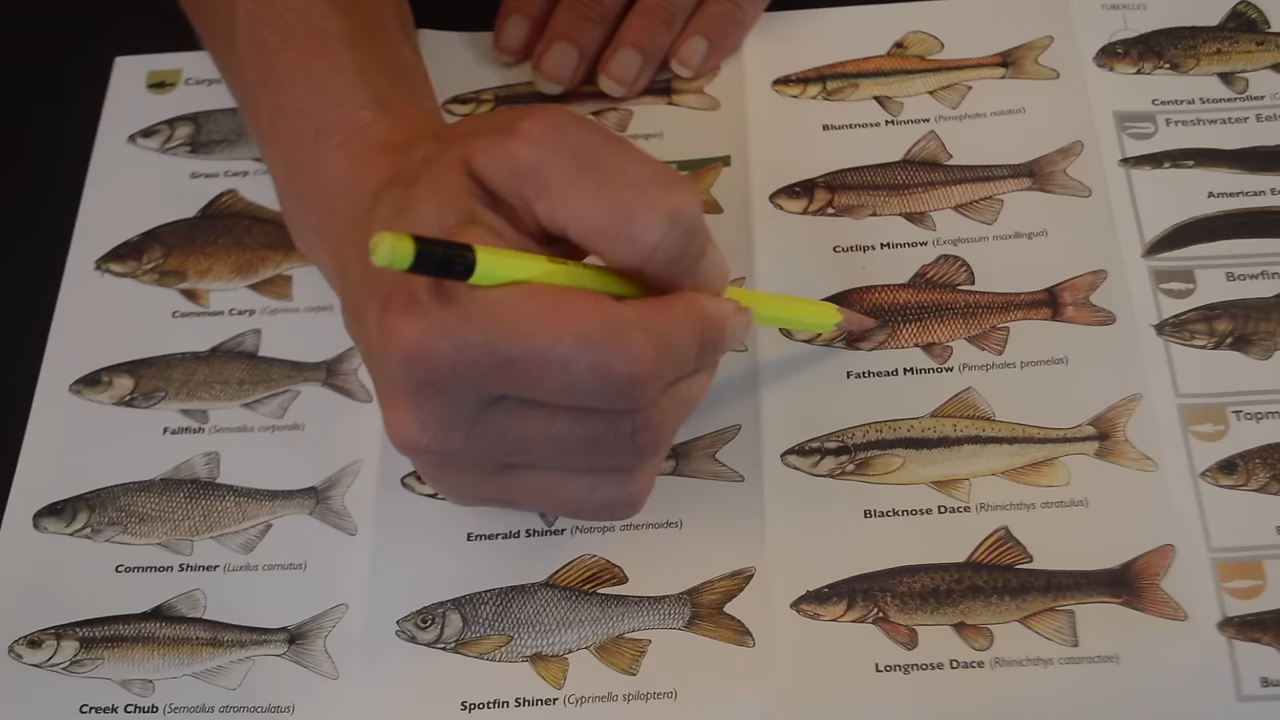 Carps
Grass Carp
Common Carp (Cyprinus carpio)
Fallfish (Semotilus corporalis)
Common Shiner (Luxilus cornutus)
Creek Chub (Semotilus atromaculatus)
Emerald Shiner (Notropis atherinoides)
Spotfin Shiner (Cyprinella spiloptera)
Bluntnose Minnow (Pimephales notatus)
Cutlips Minnow (Exoglossum maxillingua)
Fathead Minnow (Pimephales promelas)
Blacknose Dace (Rhinichthys atratulus)
Longnose Dace (Rhinichthys cataractae)
TUBERCLES
Central Stoneroller
Freshwater Eels
American
Bowfin